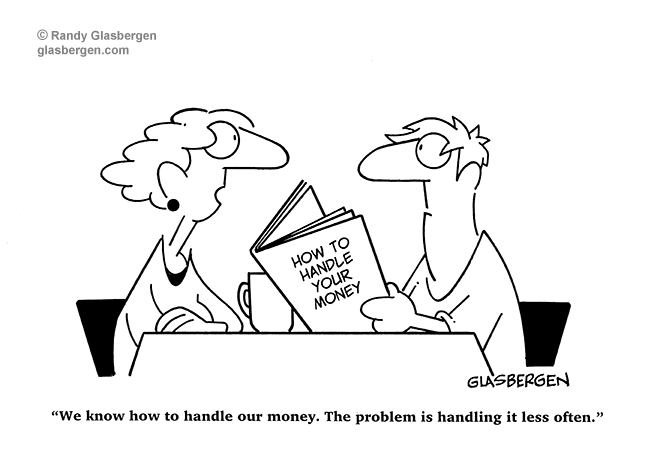 © Randy Glasbergen
glasbergen.com
HOW TO
HANDLE
YOUR
MONEY
GLASBERGEN
“We know how to handle our money. The problem is handling it less often.”